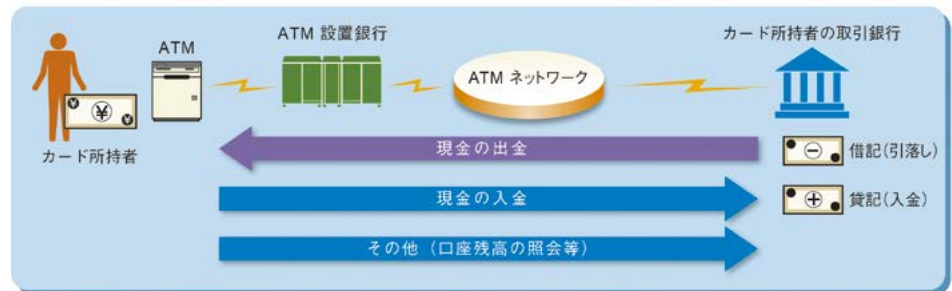 ATM 設置銀行
カード所持者の取引銀行
ATM
ATM ネットワーク
¥
¥
¥
カード所持者
現金の出金
借記(引落し)
現金の入金
貸記(入金)
その他(口座残高の照会等)